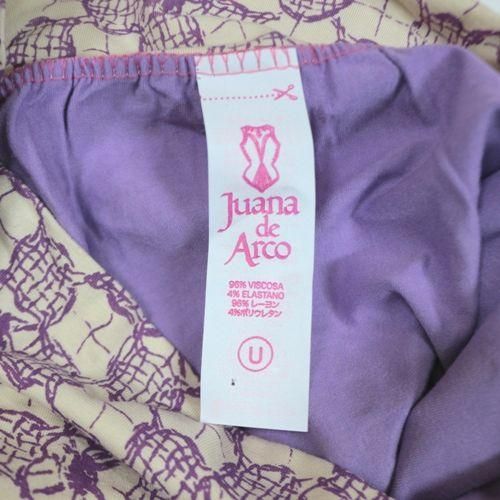 Juana
de
Arco
96% VISCOSA
4% ELASTANO
96% レーヨン
4%ポリウレタン
U